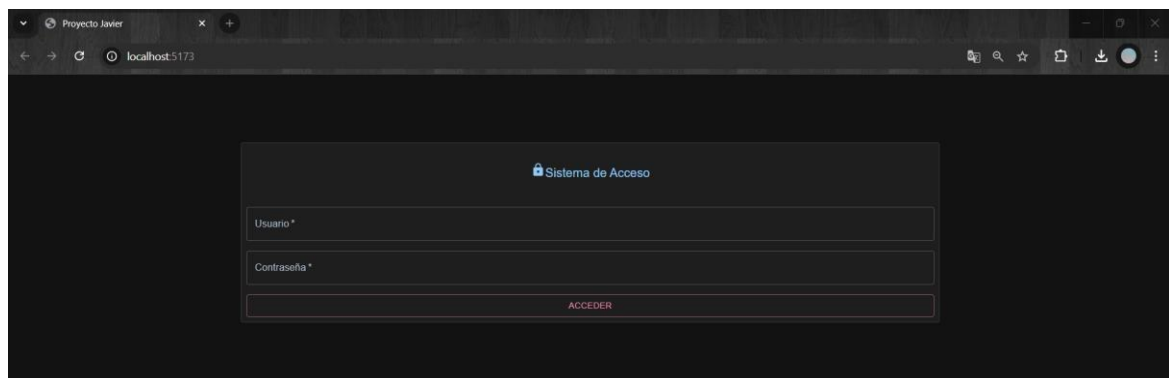 Proyecto Javier
localhost:5173
Sistema de Acceso
Usuario *
Contraseña *
ACCEDER